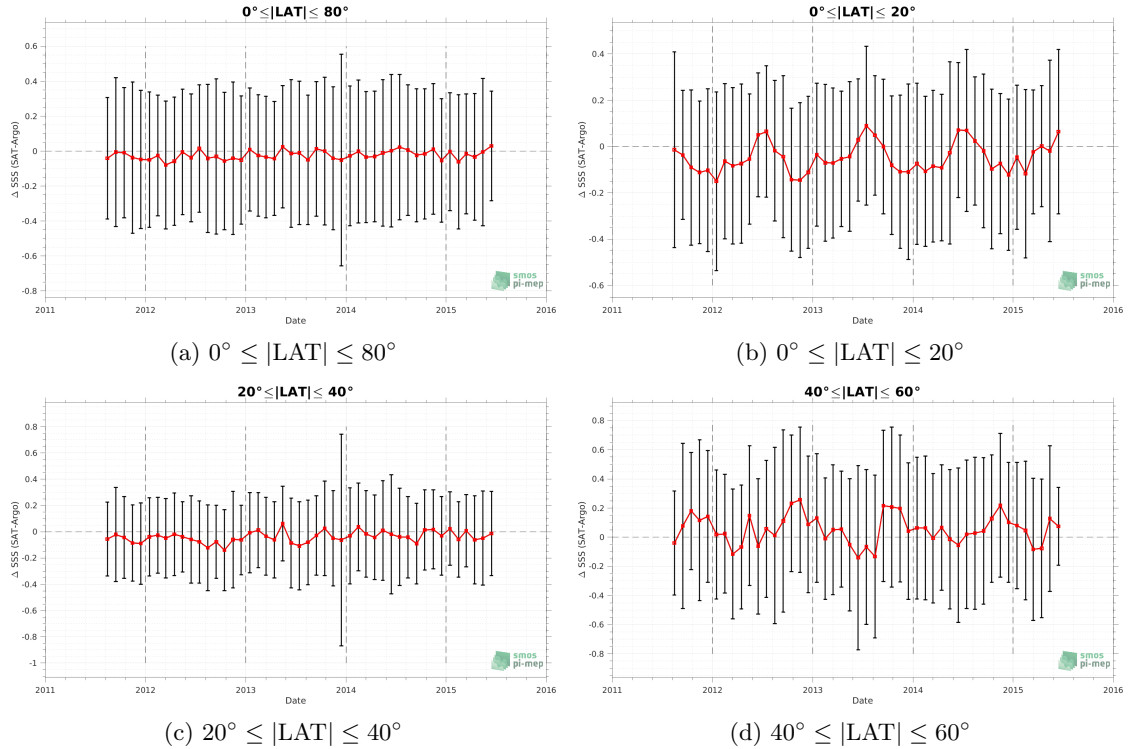 0°≤|LAT|≤ 80°
Δ SSS (SAT-Argo)
0.6
0.4
0.2
0
-0.2
-0.4
-0.6
-0.8
smos
pi-mep
2011 2012 2013 2014 2015 2016
Date
(a) 0° ≤ |LAT| ≤ 80°
0°≤|LAT|≤ 20°
Δ SSS (SAT-Argo)
0.4
0.2
0
-0.2
-0.4
-0.6
smos
pi-mep
2011 2012 2013 2014 2015 2016
Date
(b) 0° ≤ |LAT| ≤ 20°
20°≤|LAT|≤ 40°
Δ SSS (SAT-Argo)
0.8
0.6
0.4
0.2
0
-0.2
-0.4
-0.6
-0.8
-1
smos
pi-mep
2011 2012 2013 2014 2015 2016
Date
(c) 20° ≤ |LAT| ≤ 40°
40°≤|LAT|≤ 60°
Δ SSS (SAT-Argo)
0.8
0.6
0.4
0.2
0
-0.2
-0.4
-0.6
-0.8
smos
pi-mep
2011 2012 2013 2014 2015 2016
Date
(d) 40° ≤ |LAT| ≤ 60°